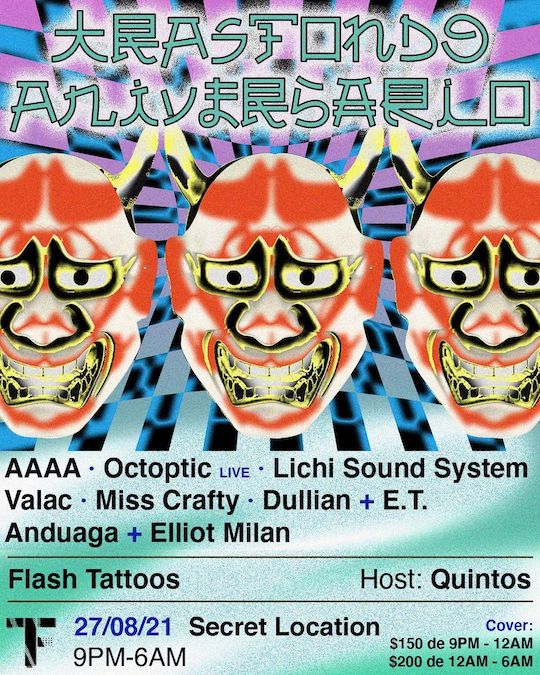 TRASFONDO
ANIVERSARIO
AAAA · Octoptic LIVE · Lichi Sound System
Valac · Miss Crafty · Dullian + E.T.
Anduaga + Elliot Milan
Flash Tattoos
Host: Quintos
TF
27/08/21 Secret Location
9PM-6AM
Cover:
$150 de 9PM - 12AM
$200 de 12AM - 6AM